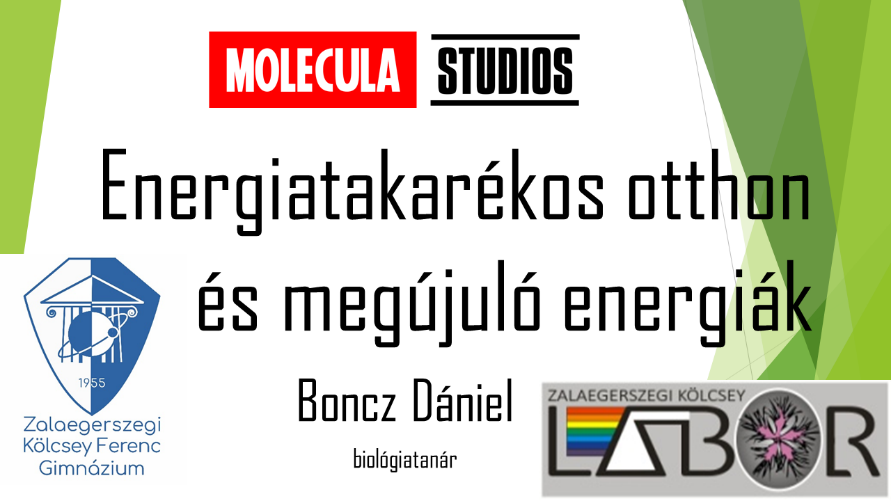 MOLECULA STUDIOS
Energiatakarékos otthon
és megújuló energiák
1955
Zalaegerszegi
Kölcsey Ferenc
Gimnázium
Boncz Dániel
biológiatanár
ZALAEGERSZEGI KÖLCSEY
LABOR